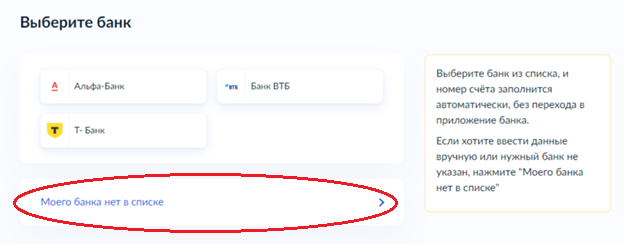 Выберите банк
Альфа-Банк
втб Банк ВТБ
Т- Банк
Моего банка нет в списке
Выберите банк из списка, и
номер счёта заполнится
автоматически, без перехода в
приложение банка.
Если хотите ввести данные
вручную или нужный банк не
указан, нажмите "Моего банка
нет в списке"